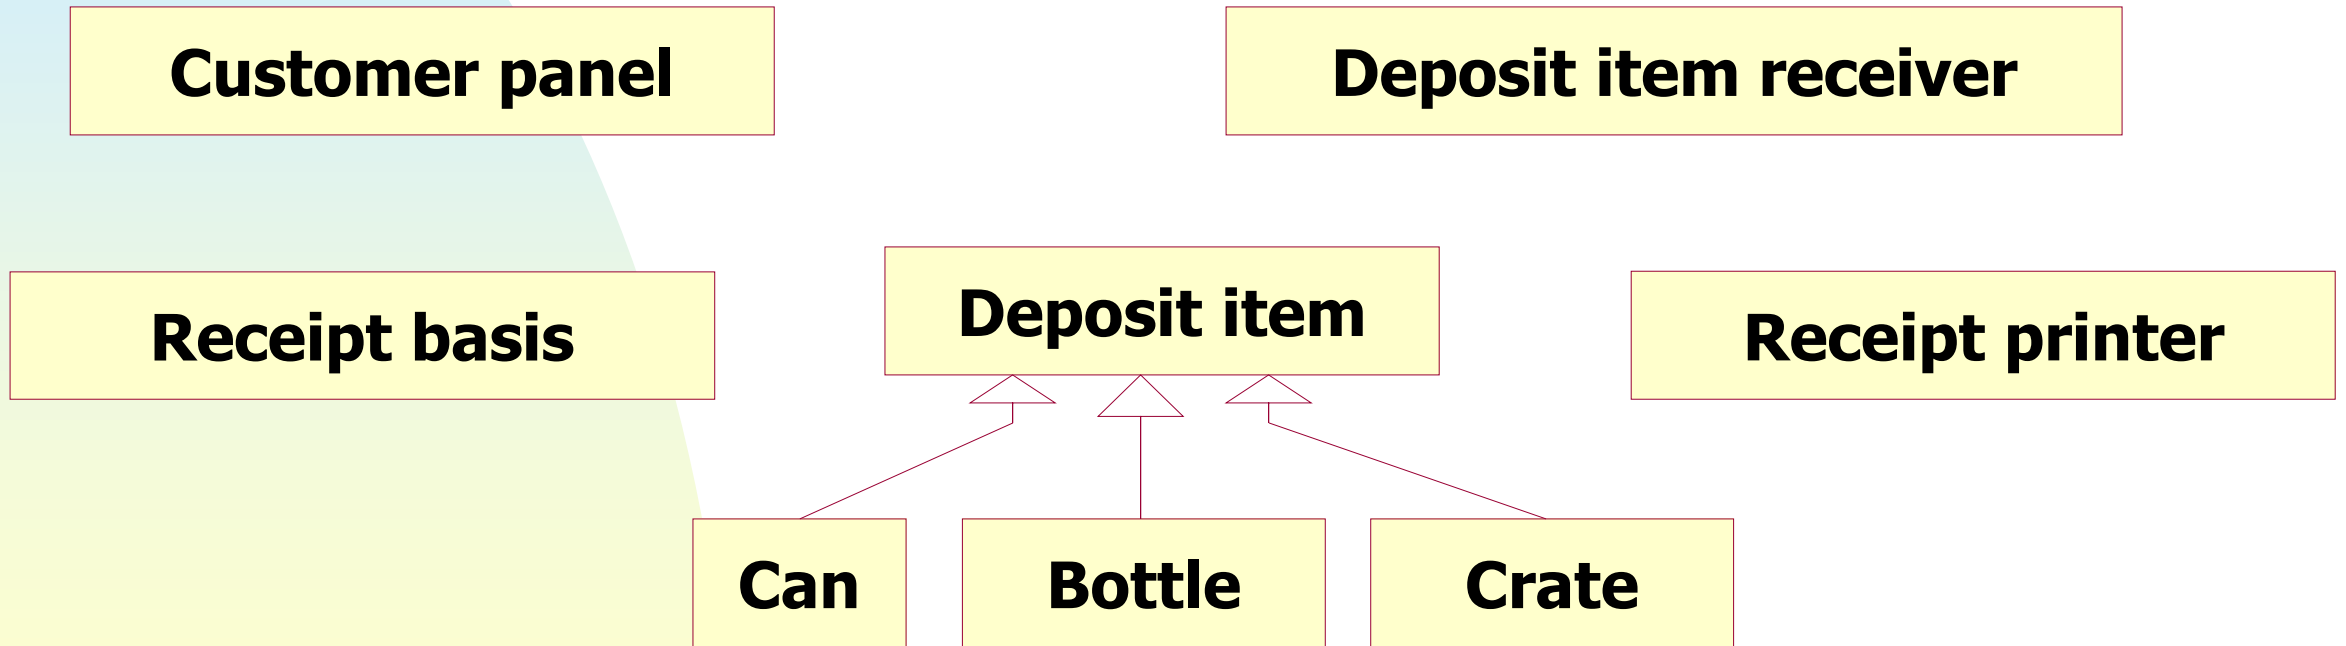 Customer panel
Deposit item receiver
Receipt basis
Deposit item
Receipt printer
Can
Bottle
Crate